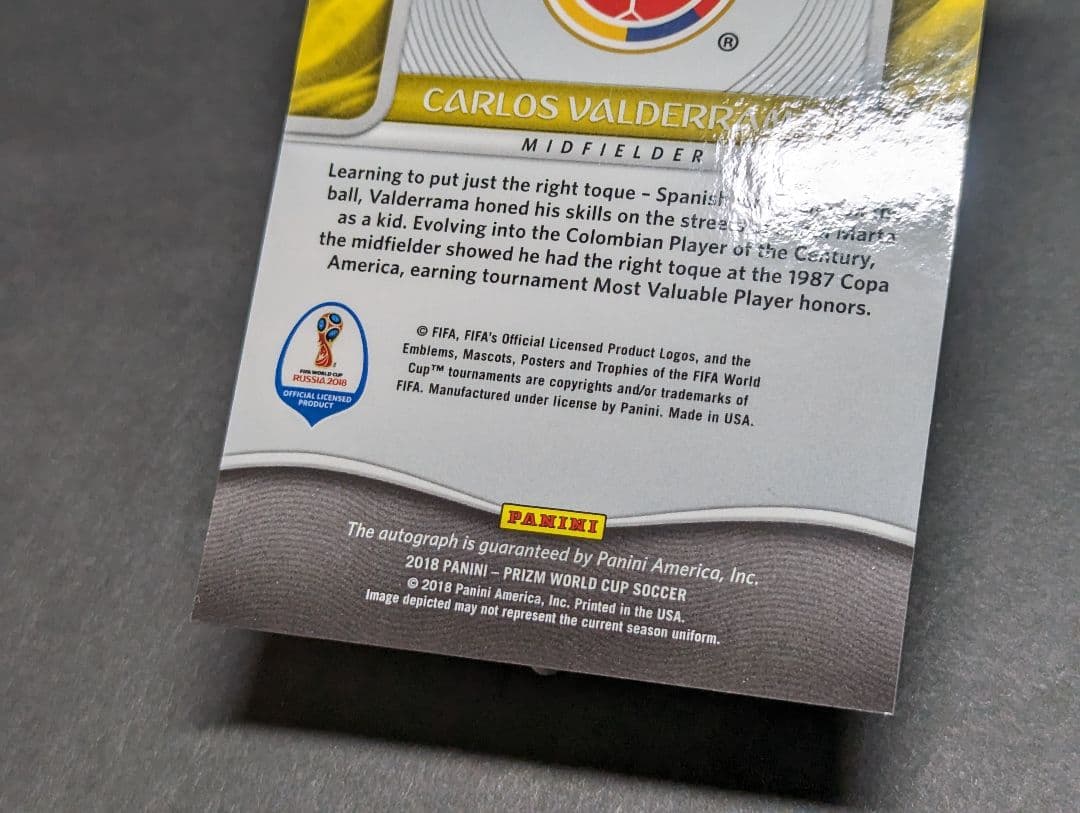 ®
CARLOS VALDERRA
MIDFIELDER
Learning to put just the right toque – Spanish
ball, Valderrama honed his skills on the streets Marta
as a kid. Evolving into the Colombian Player of the Century,
the midfielder showed he had the right toque at the 1987 Copa
America, earning tournament Most Valuable Player honors.
© FIFA, FIFA's Official Licensed Product Logos, and the
Emblems, Mascots, Posters and Trophies of the FIFA World
Cup™ tournaments are copyrights and/or trademarks of
FIFA. Manufactured under license by Panini. Made in USA.
FIFA WORLD CUP
RUSSIA 2018
OFFICIAL LICENSED
PRODUCT
PANINI
The autograph is guaranteed by Panini America, Inc.
2018 PANINI – PRIZM WORLD CUP SOCCER
© 2018 Panini America, Inc. Printed in the USA.
Image depicted may not represent the current season uniform.